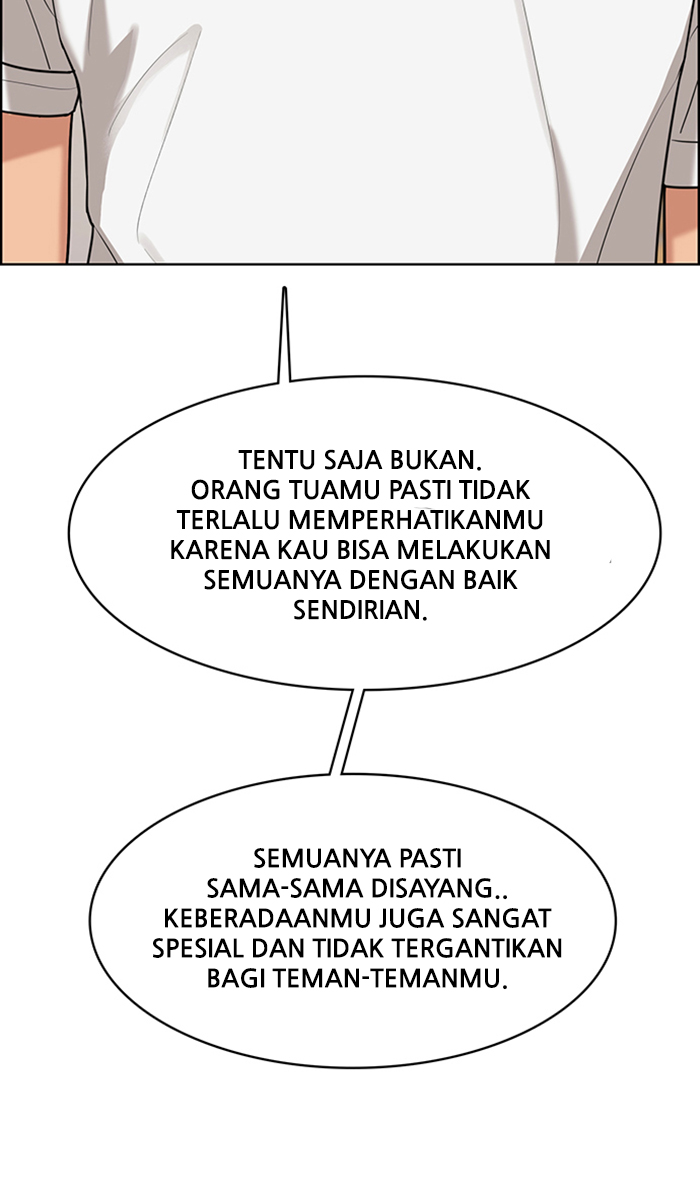 TENTU SAJA BUKAN.
ORANG TUAMU PASTI TIDAK
TERLALU MEMPERHATIKANMU
KARENA KAU BISA MELAKUKAN
SEMUANYA DENGAN BAIK
SENDIRIAN.
SEMUANYA PASTI
SAMA-SAMA DISAYANG..
KEBERADAANMU JUGA SANGAT
SPESIAL DAN TIDAK TERGANTIKAN
BAGI TEMAN-TEMANMU.